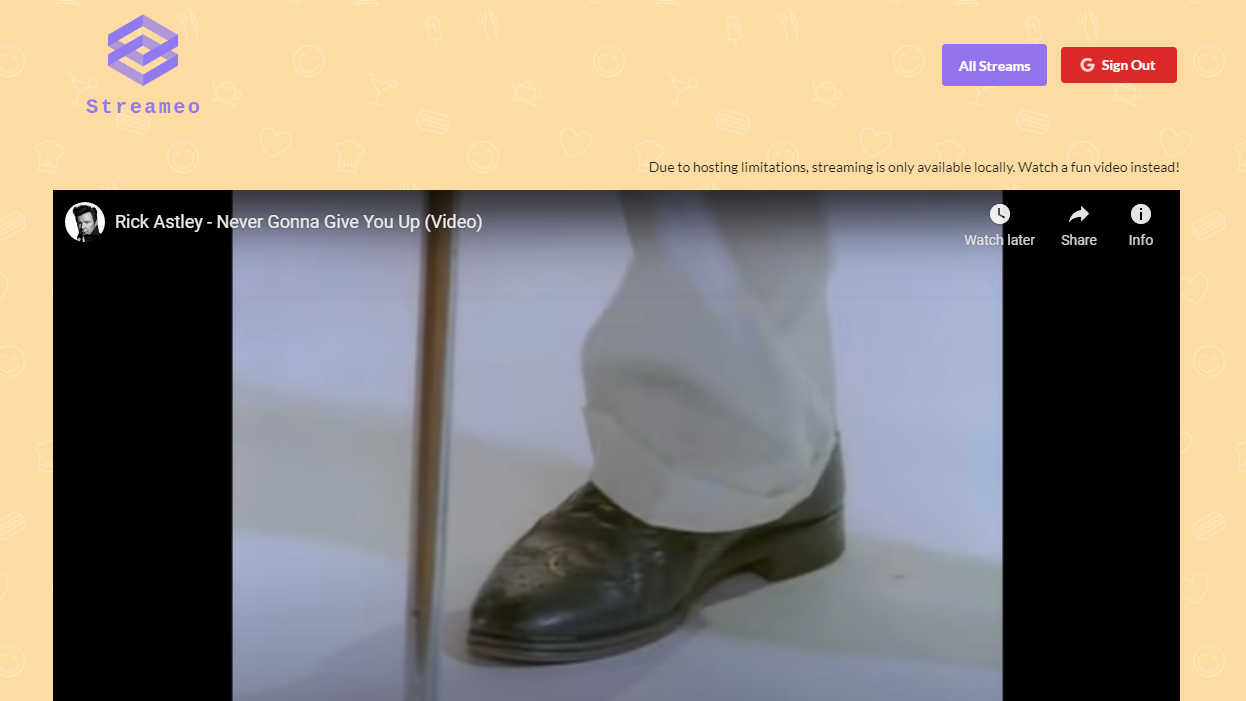 Streameo
All Streams
Sign Out
Due to hosting limitations, streaming is only available locally. Watch a fun video instead!
Rick Astley - Never Gonna Give You Up (Video)
Watch later
Share
Info